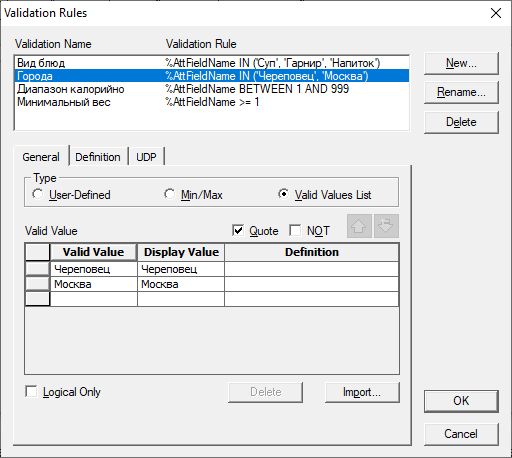 Validation Rules
Validation Name Validation Rule
Вид блюд %AttFieldName IN ('Суп', 'Гарнир', 'Напиток')
Города %AttFieldName IN ('Череповец', 'Москва')
Диапазон калорийно %AttFieldName BETWEEN 1 AND 999
Минимальный вес %AttFieldName >= 1
New...
Rename...
Delete
General Definition UDP
Type
User-Defined Min/Max Valid Values List
Valid Value Quote NOT
Valid Value Display Value Definition
Череповец Череповец
Москва Москва
Logical Only Delete Import...
OK
Cancel